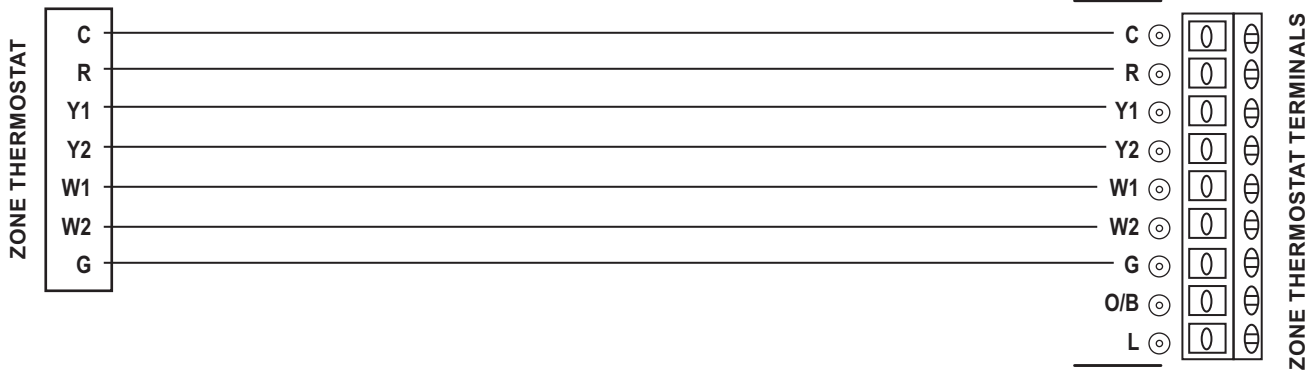 ZONE THERMOSTAT
C
R
Y1
Y2
W1
W2
G
C
R
Y1
Y2
W1
W2
G
O/B
L
ZONE THERMOSTAT TERMINALS